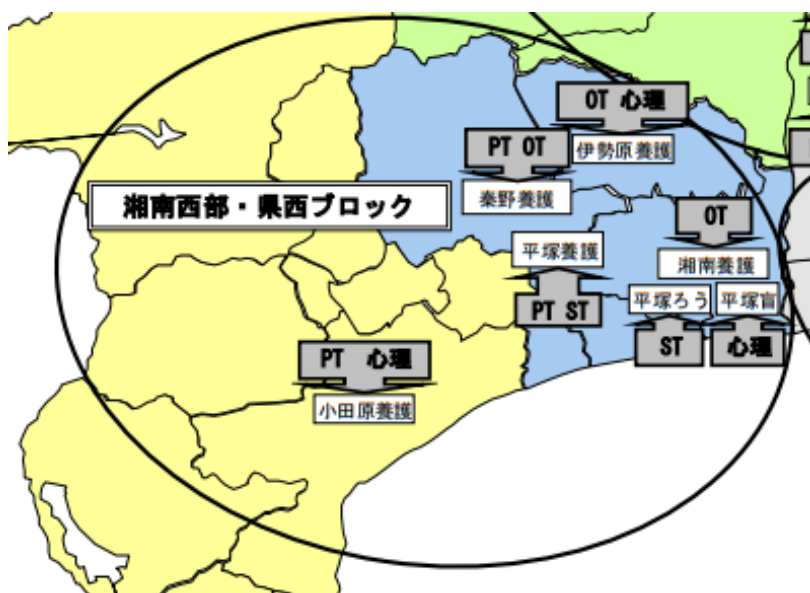 OT 心理
伊勢原養護
PT OT
秦野養護
湘南西部・県西ブロック
OT
湘南養護
平塚養護
PT ST
平塚ろう
平塚盲
ST
心理
PT 心理
小田原養護